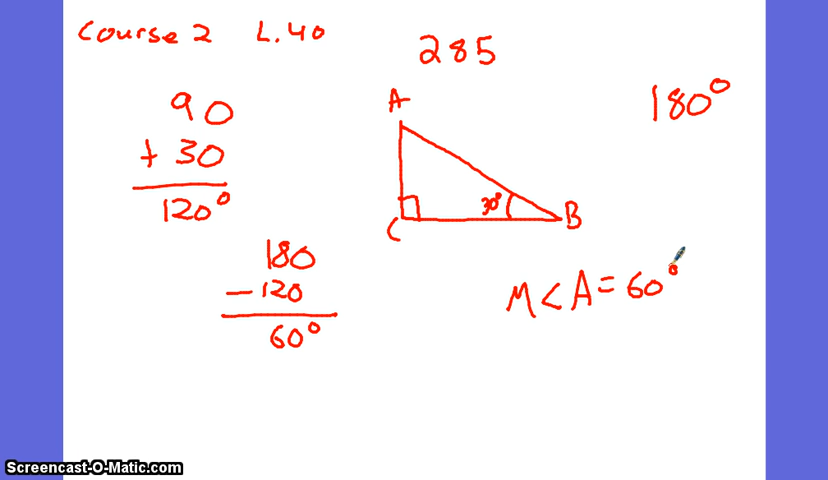 Course 2 L.40
285
90
+ 30
120°
180°
A
30°
C
B
180
- 120
60°
M < A = 60°
Screencast-O-Matic.com